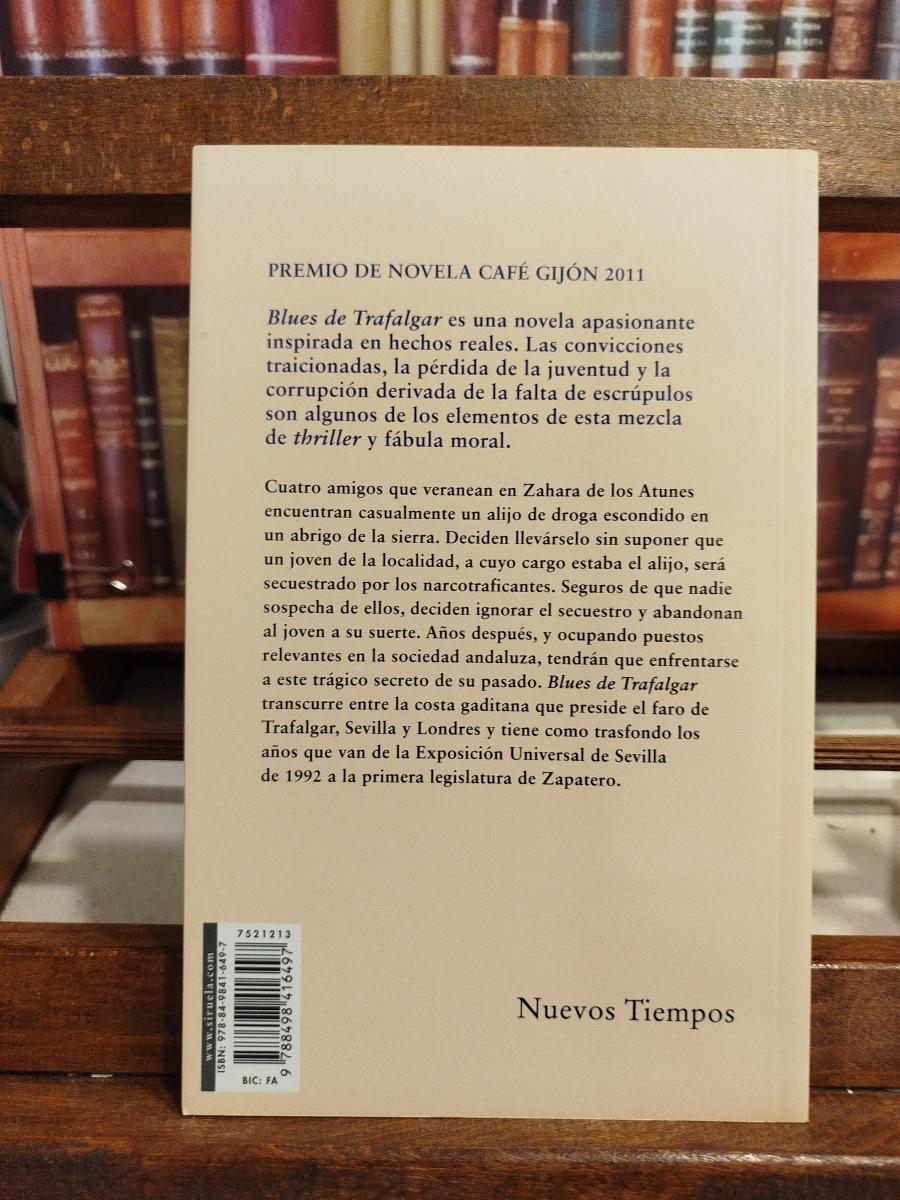 PREMIO DE NOVELA CAFÉ GIJÓN 2011
Blues de Trafalgar es una novela apasionante
inspirada en hechos reales. Las convicciones
traicionadas, la pérdida de la juventud y la
corrupción derivada de la falta de escrúpulos
son algunos de los elementos de esta mezcla
de thriller y fábula moral.
Cuatro amigos que veranean en Zahara de los Atunes
encuentran casualmente un alijo de droga escondido en
un abrigo de la sierra. Deciden llevárselo sin suponer que
un joven de la localidad, a cuyo cargo estaba el alijo, será
secuestrado por los narcotraficantes. Seguros de que nadie
sospecha de ellos, deciden ignorar el secuestro y abandonan
al joven a su suerte. Años después, y ocupando puestos
relevantes en la sociedad andaluza, tendrán que enfrentarse
a este trágico secreto de su pasado. Blues de Trafalgar
transcurre entre la costa gaditana que preside el faro de
Trafalgar, Sevilla y Londres y tiene como trasfondo los
años que van de la Exposición Universal de Sevilla
de 1992 a la primera legislatura de Zapatero.
www.siruela.com
ISBN: 978-84-9841-649-7
7521213
9 788498 416497
BIC: FA
Nuevos Tiempos